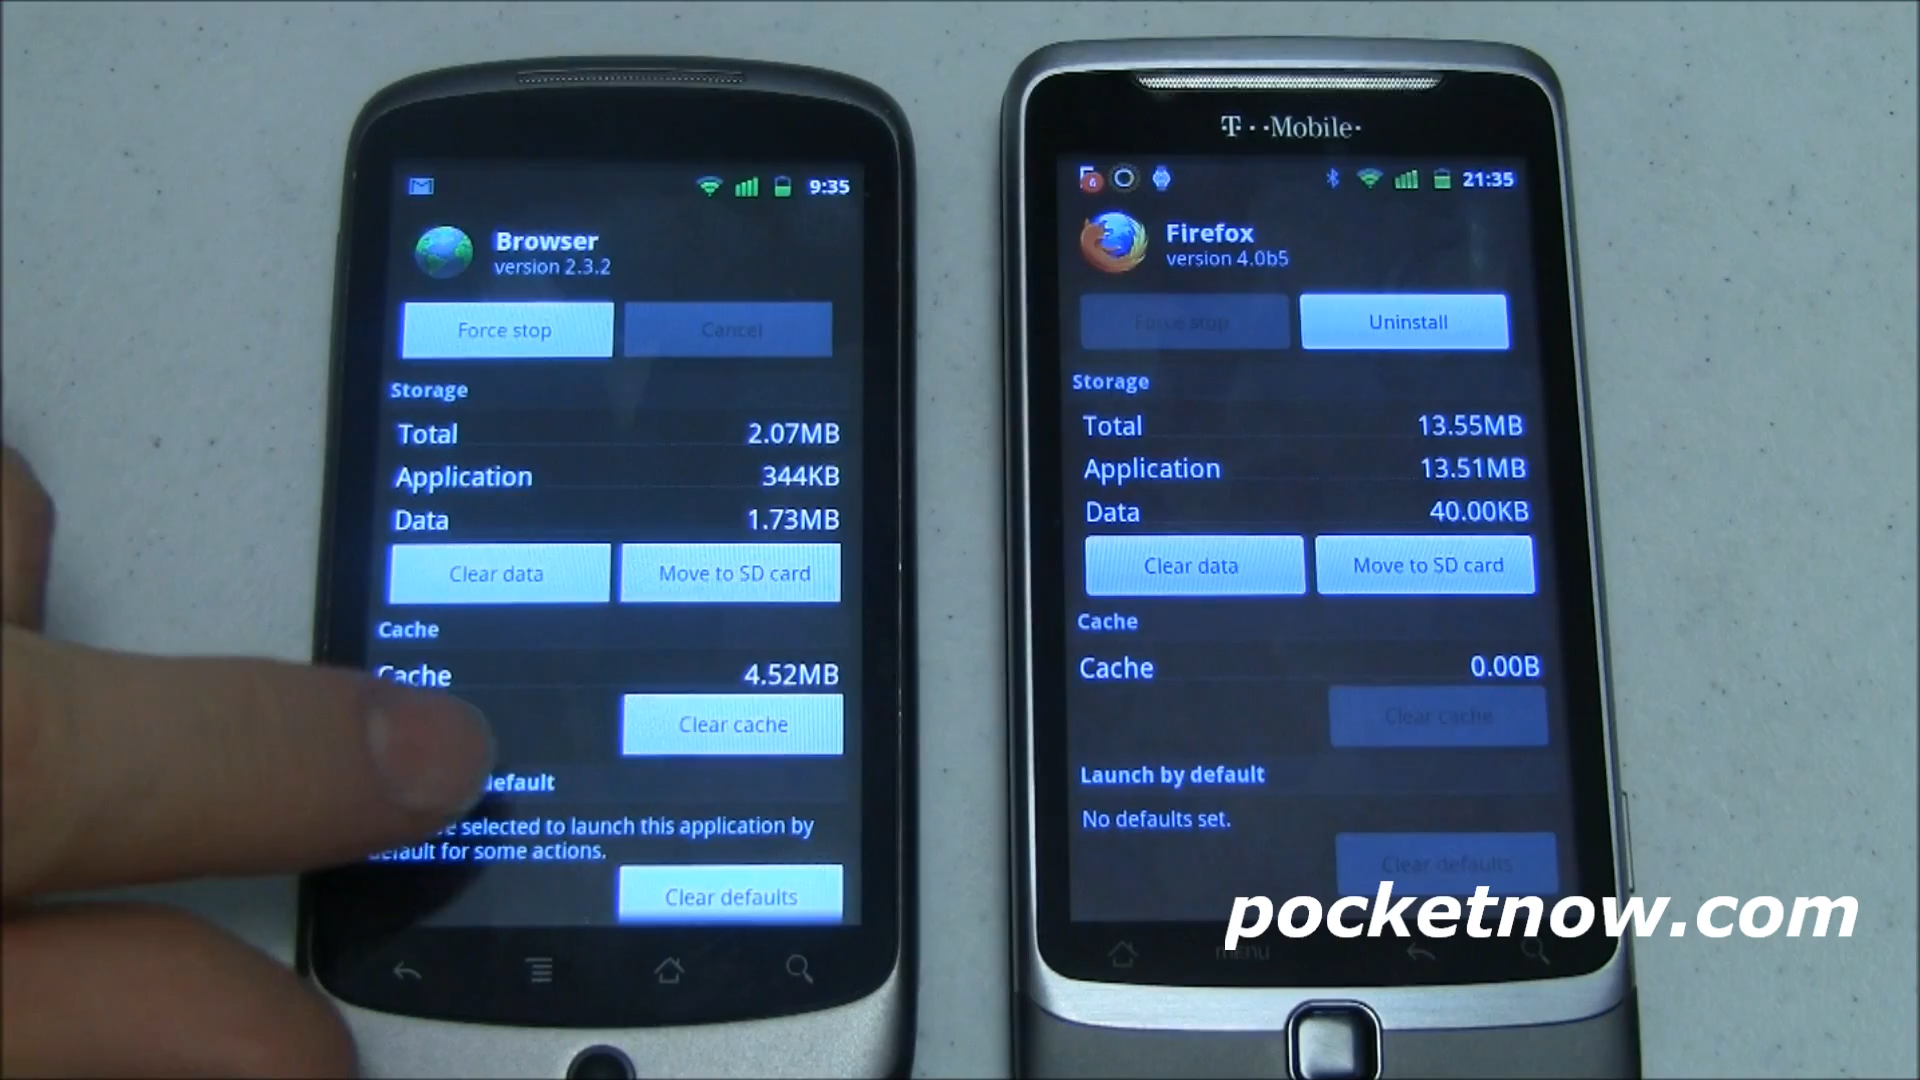 9:35
Browser
version 2.3.2
Force stop
Cancel
Storage
Total 2.07MB
Application 344KB
Data 1.73MB
Clear data
Move to SD card
Cache
Cache 4.52MB
Clear cache
default
selected to launch this application by
default for some actions.
Clear defaults
T··Mobile·
6
21:35
Firefox
version 4.0b5
Force stop
Uninstall
Storage
Total 13.55MB
Application 13.51MB
Data 40.00KB
Clear data
Move to SD card
Cache
Cache 0.00B
Clear cache
Launch by default
No defaults set.
Clear defaults
menu
pocketnow.com